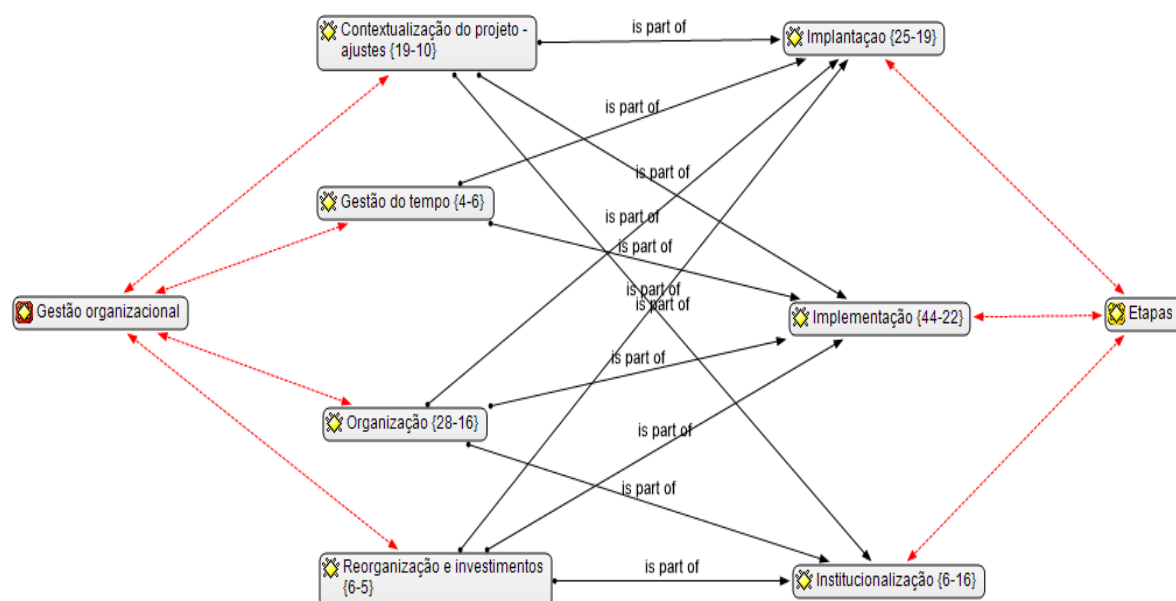 Contextualização do projeto -
ajustes {19-10}
is part of
Implantaçao {25-19}
is part of
is part of
Gestão do tempo {4-6}
is part of
is part of
is part of
is part of
Gestão organizacional
Implementação {44-22}
Etapas
is part of
Organização {28-16}
is part of
is part of
Reorganização e investimentos
{6-5}
is part of
Institucionalização {6-16}